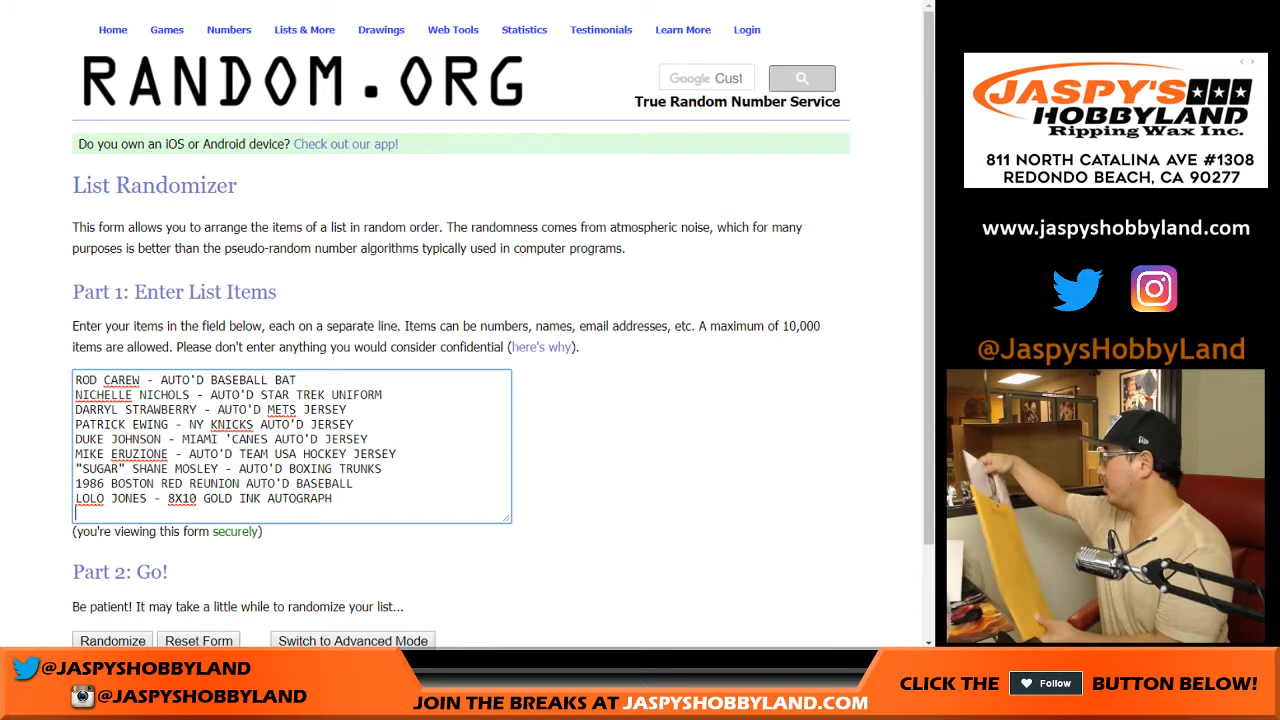 Home Games Numbers Lists & More Drawings Web Tools Statistics Testimonials Learn More Login
RANDOM.ORG
Google Cust
True Random Number Service
Do you own an iOS or Android device? Check out our app!
List Randomizer
This form allows you to arrange the items of a list in random order. The randomness comes from atmospheric noise, which for many
purposes is better than the pseudo-random number algorithms typically used in computer programs.
Part 1: Enter List Items
Enter your items in the field below, each on a separate line. Items can be numbers, names, email addresses, etc. A maximum of 10,000
items are allowed. Please don't enter anything you would consider confidential (here's why).
ROD CAREW - AUTO'D BASEBALL BAT
NICHELLE NICHOLS - AUTO'D STAR TREK UNIFORM
DARRYL STRAWBERRY - AUTO'D METS JERSEY
PATRICK EWING - NY KNICKS AUTO'D JERSEY
DUKE JOHNSON - MIAMI 'CANES AUTO'D JERSEY
MIKE ERUZIONE - AUTO'D TEAM USA HOCKEY JERSEY
"SUGAR" SHANE MOSLEY - AUTO'D BOXING TRUNKS
1986 BOSTON RED REUNION AUTO'D BASEBALL
LOLO JONES - 8X10 GOLD INK AUTOGRAPH
(you're viewing this form securely)
Part 2: Go!
Be patient! It may take a little while to randomize your list...
Randomize Reset Form Switch to Advanced Mode
JASPY'S
HOBBYLAND
Ripping Wax Inc.
811 NORTH CATALINA AVE #1308
REDONDO BEACH, CA 90277
www.jaspyshobbyland.com
@JaspysHobbyLand
@JASPYSHOBBYLAND
@JASPYSHOBBYLAND
JOIN THE BREAKS AT JASPYSHOBBYLAND.COM
CLICK THE Follow BUTTON BELOW!